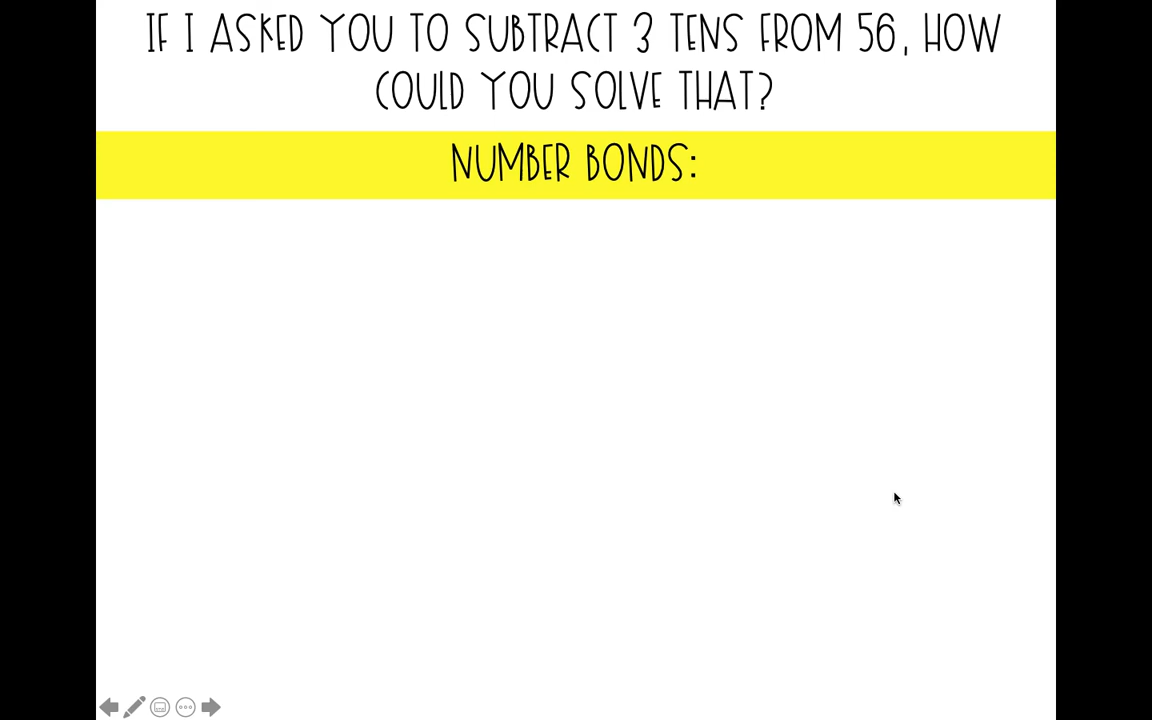 IF I ASKED YOU TO SUBTRACT 3 TENS FROM 56, HOW
COULD YOU SOLVE THAT?
NUMBER BONDS: